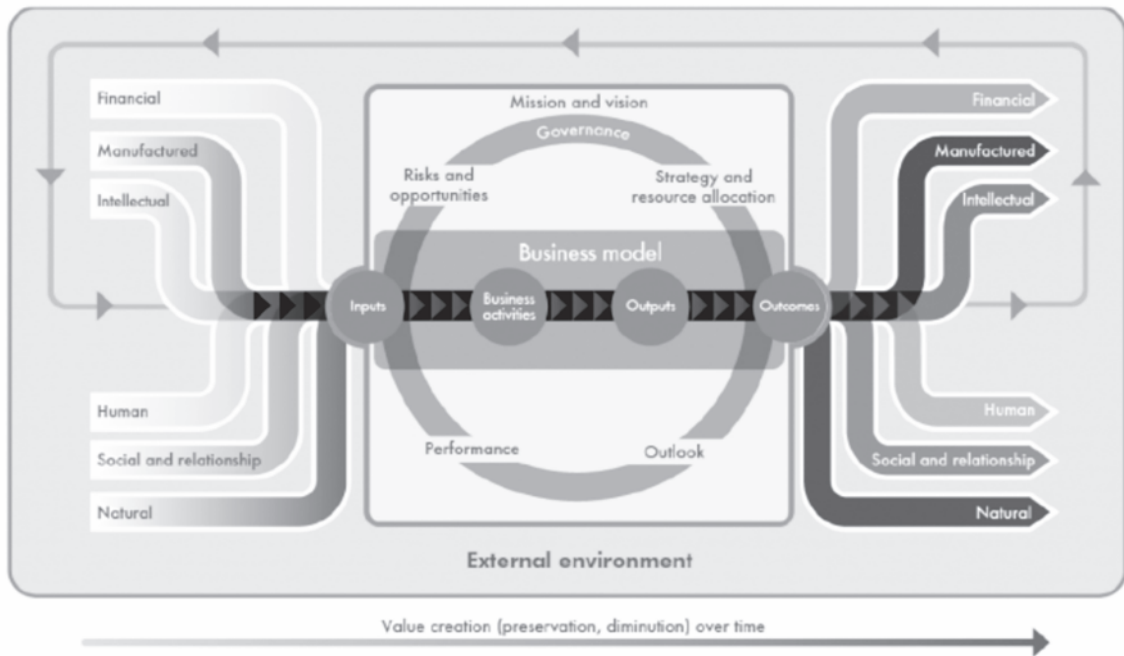 Financial
Manufactured
Intellectual
Human
Social and relationship
Natural
Mission and vision
Governance
Risks and
opportunities
Strategy and
resource allocation
Business model
Inputs
Business
activities
Outputs
Outcomes
Performance
Outlook
Financial
Manufactured
Intellectual
Human
Social and relationship
Natural
External environment
Value creation (preservation, diminution) over time